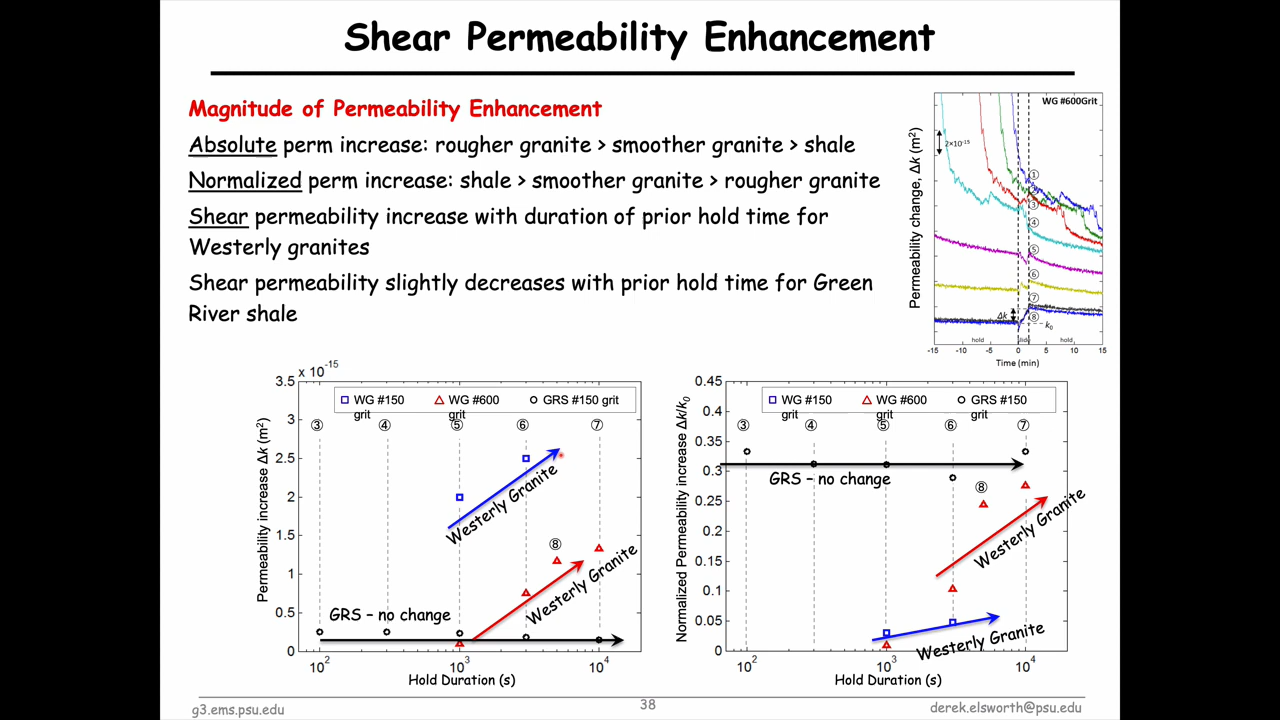 Shear Permeability Enhancement
Magnitude of Permeability Enhancement
Absolute perm increase: rougher granite > smoother granite > shale
Normalized perm increase: shale > smoother granite > rougher granite
Shear permeability increase with duration of prior hold time for
Westerly granites
Shear permeability slightly decreases with prior hold time for Green
River shale
WG #600Grit
Permeability change, Δk (m²)
2×10⁻¹⁵
①
②
③
④
⑤
⑥
⑦
⑧
Δk
k₀
hold
slide
hold
-15 -10 -5 0 5 10 15
Time (min)
x 10⁻¹⁵
3.5
3
2.5
2
1.5
1
0.5
0
Permeability increase Δk (m²)
WG #150 grit
WG #600 grit
GRS #150 grit
③ ④ ⑤ ⑥ ⑦
⑧
Westerly Granite
Westerly Granite
GRS – no change
10² 10³ 10⁴
Hold Duration (s)
0.45
0.4
0.35
0.3
0.25
0.2
0.15
0.1
0.05
0
Normalized Permeability increase Δk/k₀
WG #150 grit
WG #600 grit
GRS #150 grit
③ ④ ⑤ ⑥ ⑦
GRS – no change
⑧
Westerly Granite
Westerly Granite
10² 10³ 10⁴
Hold Duration (s)
g3.ems.psu.edu
38
derek.elsworth@psu.edu